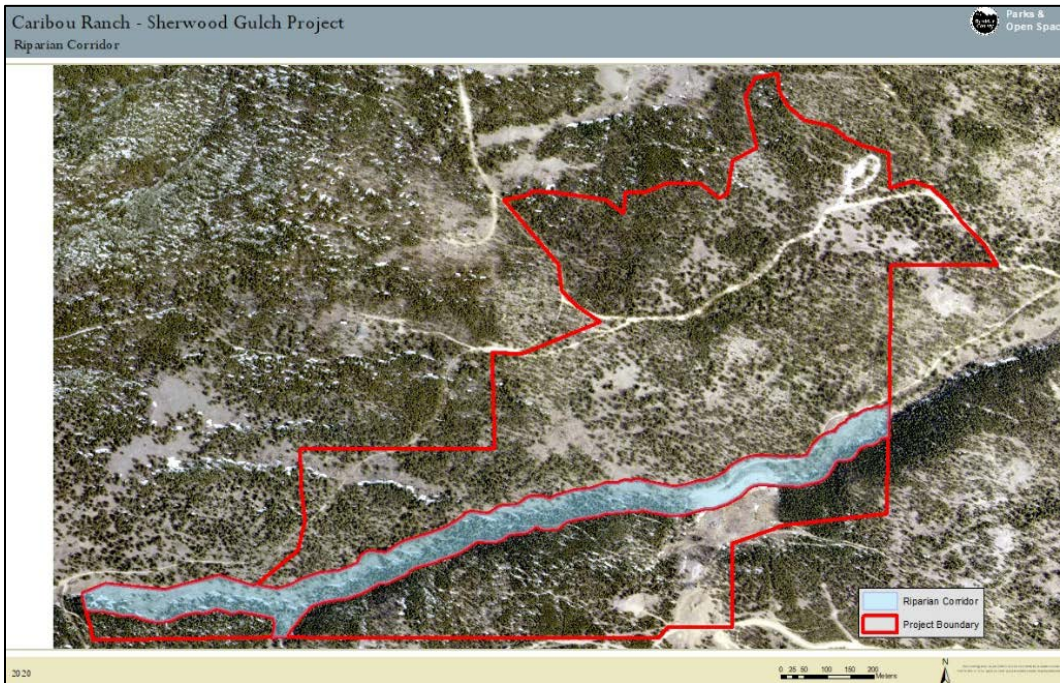 Caribou Ranch - Sherwood Gulch Project
Riparian Corridor
Parks &
Open Spac
Riparian Corridor
Project Boundary
2020
0 25 50 100 150 200
Meters
N